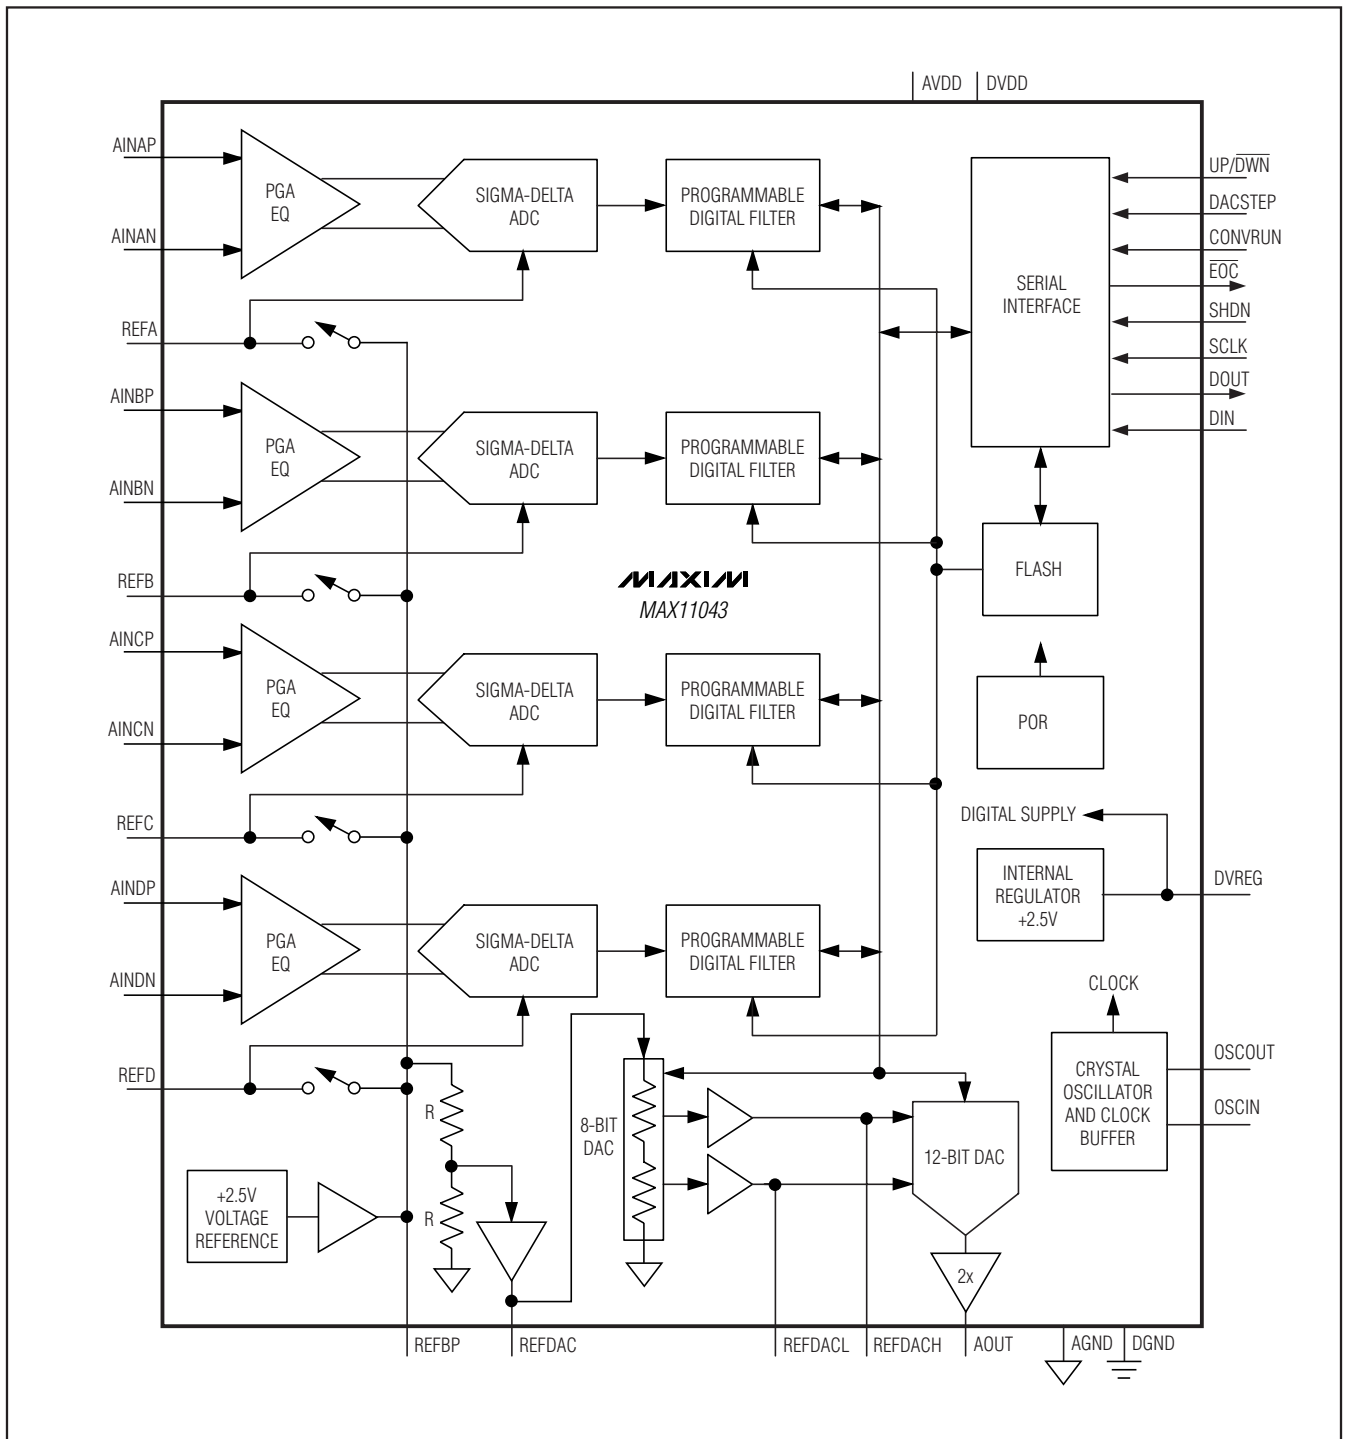 AVDD
DVDD
AINAP
PGA
EQ
AINAN
SIGMA-DELTA
ADC
PROGRAMMABLE
DIGITAL FILTER
SERIAL
INTERFACE
UP/DWN
DACSTEP
CONVRUN
EOC
SHDN
SCLK
DOUT
DIN
REFA
AINBP
PGA
EQ
AINBN
SIGMA-DELTA
ADC
PROGRAMMABLE
DIGITAL FILTER
REFB
MAXIM
MAX11043
FLASH
AINCP
PGA
EQ
AINCN
SIGMA-DELTA
ADC
PROGRAMMABLE
DIGITAL FILTER
POR
REFC
DIGITAL SUPPLY
INTERNAL
REGULATOR
+2.5V
DVREG
AINDP
PGA
EQ
AINDN
SIGMA-DELTA
ADC
PROGRAMMABLE
DIGITAL FILTER
CLOCK
CRYSTAL
OSCILLATOR
AND CLOCK
BUFFER
OSCOUT
OSCIN
REFD
R
R
8-BIT
DAC
12-BIT DAC
+2.5V
VOLTAGE
REFERENCE
2x
REFBP
REFDAC
REFDACL
REFDACH
AOUT
AGND
DGND